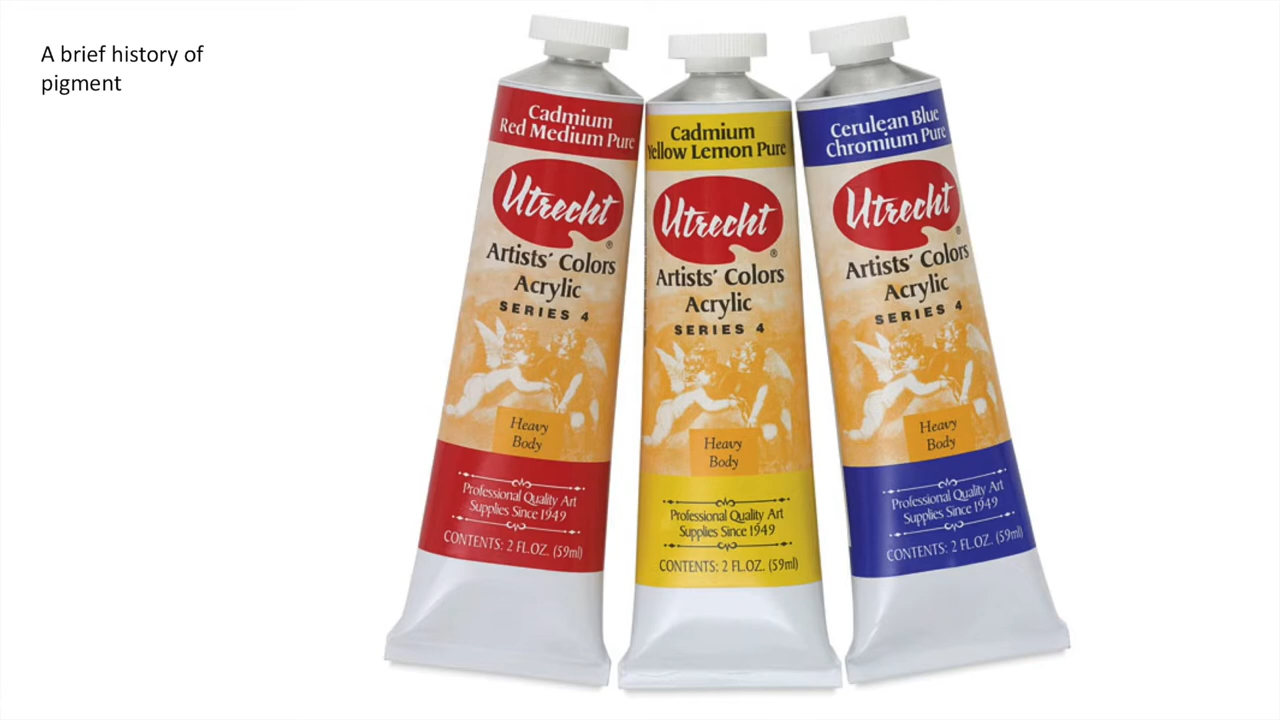 A brief history of
pigment
Cadmium
Red Medium Pure
Utrecht
®
Artists' Colors
Acrylic
SERIES 4
Heavy
Body
Professional Quality Art
Supplies Since 1949
CONTENTS: 2 FL.OZ. (59ml)
Cadmium
Yellow Lemon Pure
Utrecht
®
Artists' Colors
Acrylic
SERIES 4
Heavy
Body
Professional Quality Art
Supplies Since 1949
CONTENTS: 2 FL.OZ. (59ml)
Cerulean Blue
Chromium Pure
Utrecht
®
Artists' Colors
Acrylic
SERIES 4
Heavy
Body
Professional Quality Art
Supplies Since 1949
CONTENTS: 2 FL.OZ. (59ml)